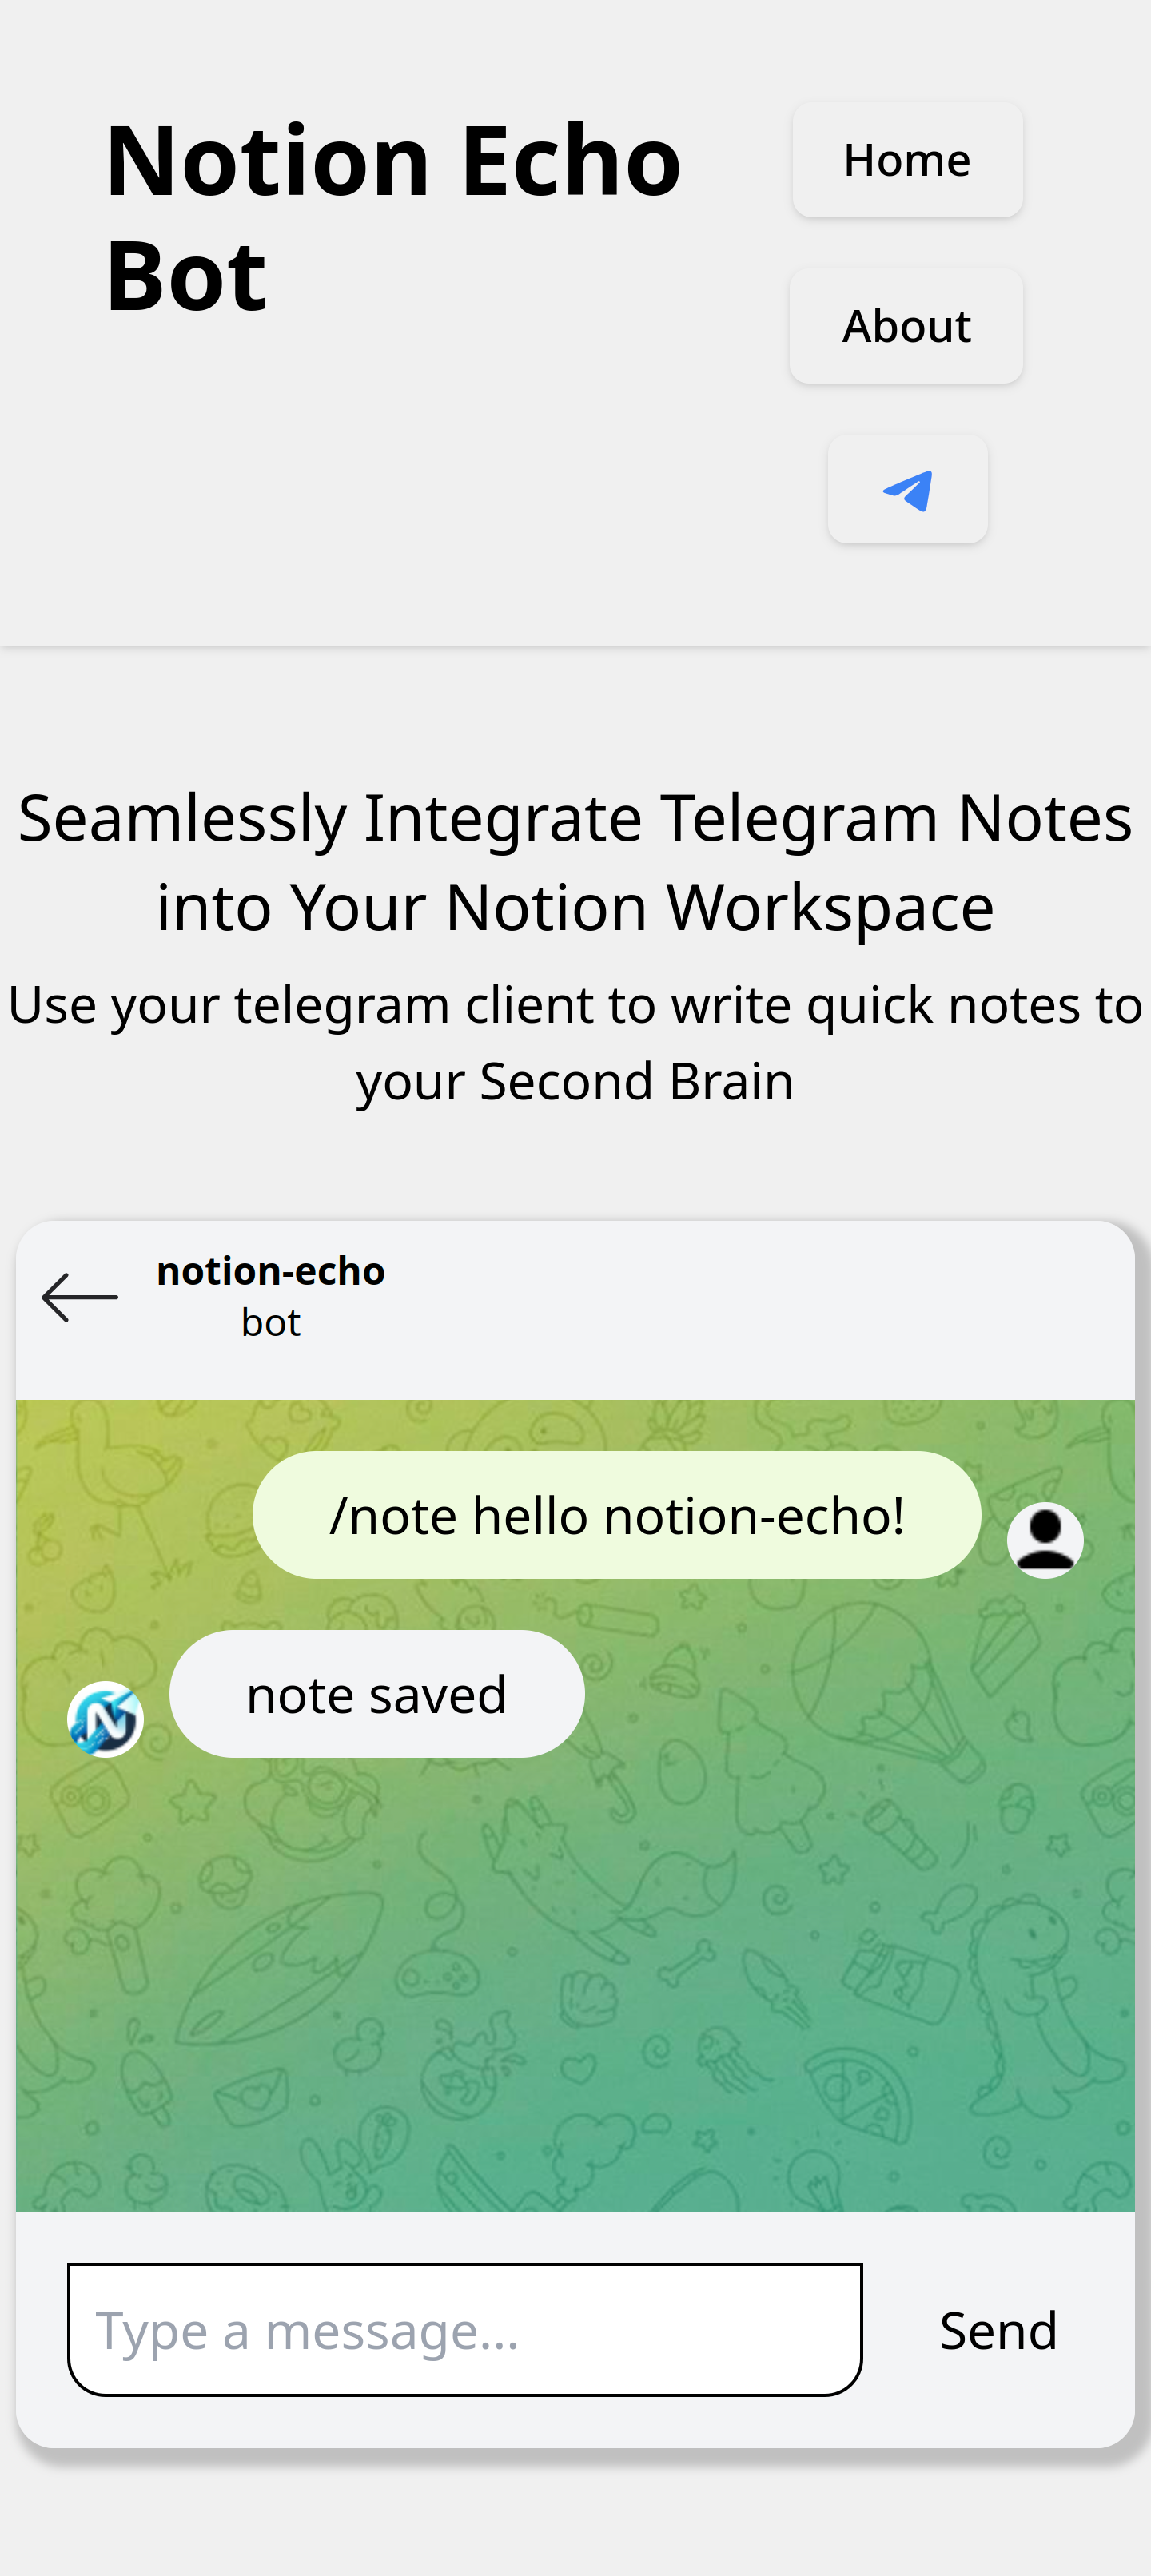 Notion Echo
Bot
Home
About
Seamlessly Integrate Telegram Notes
into Your Notion Workspace
Use your telegram client to write quick notes to
your Second Brain
notion-echo
bot
/note hello notion-echo!
note saved
Type a message...
Send